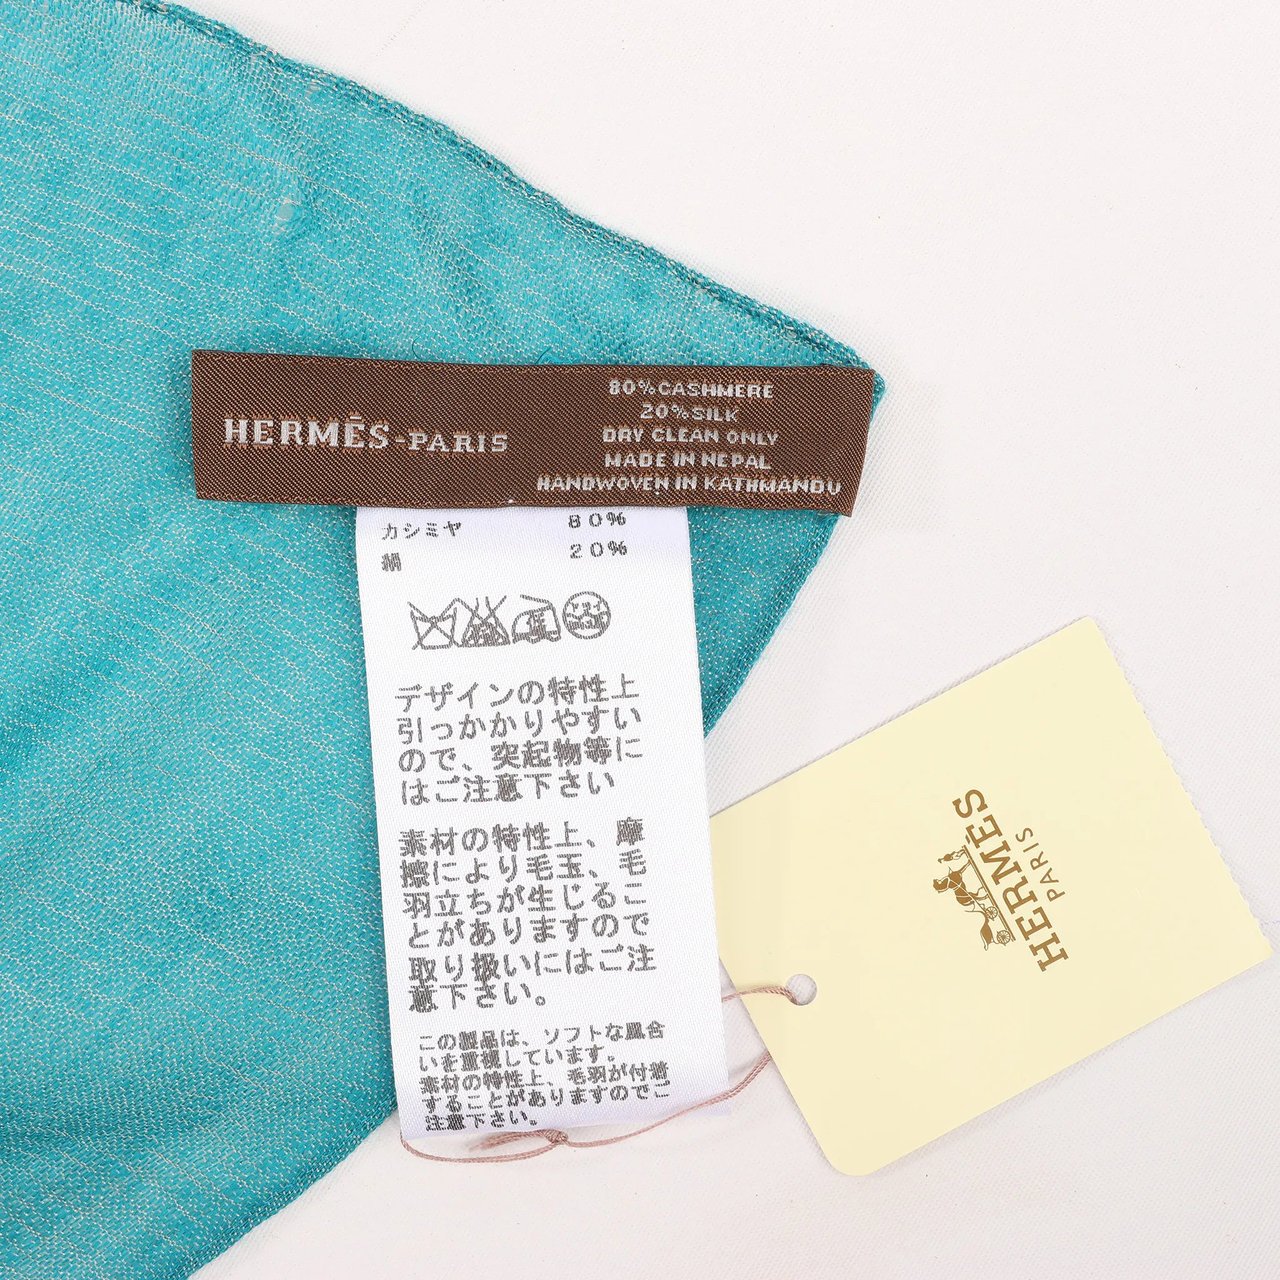 HERMĒS-PARIS
80%CASHMERE
20%SILK
DRY CLEAN ONLY
MADE IN NEPAL
HANDWOVEN IN KATHMANDU
カシミヤ 80%
絹 20%
デザインの特性上
引っかかりやすい
ので、突起物等に
はご注意下さい
素材の特性上、摩
擦により毛玉、毛
羽立ちが生じるこ
とがありますので
取り扱いにはご注
意下さい。
この製品は、ソフトな風合
いを重視しています。
素材の特性上、毛羽が付着
することがありますのでご
注意下さい。
HERMÈS
PARIS